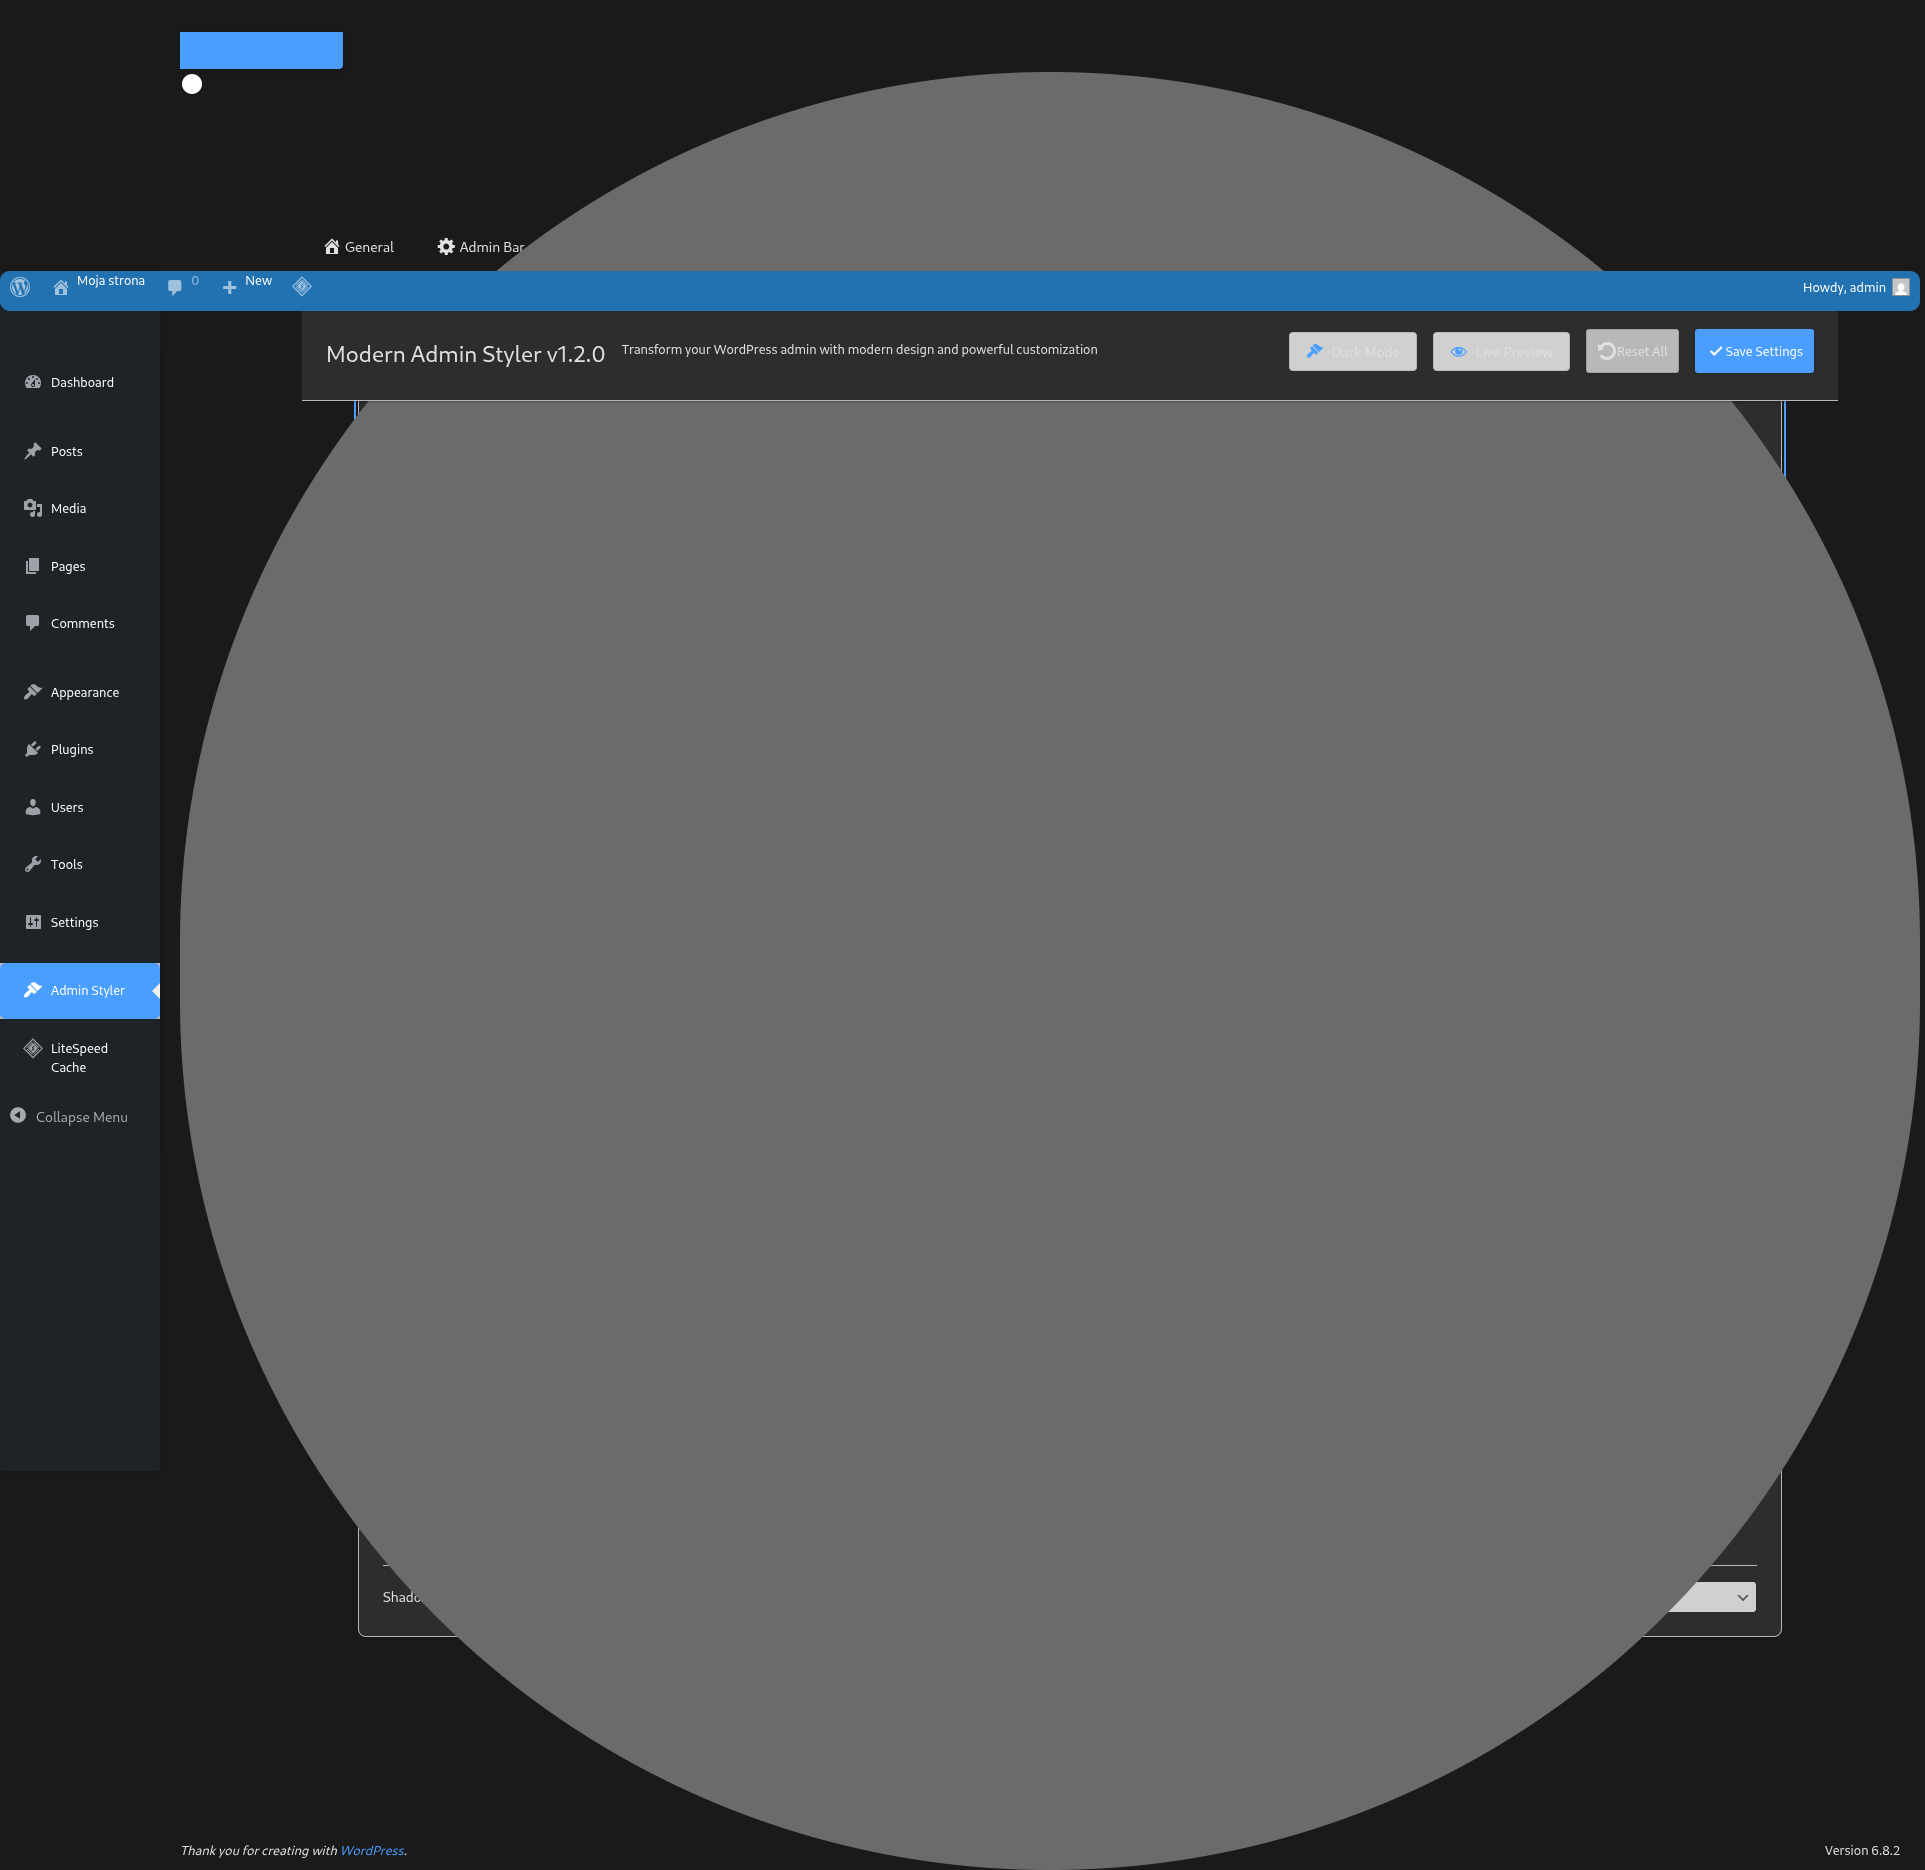 General
Admin Bar
Moja strona
0
New
Howdy, admin
Modern Admin Styler v1.2.0
Transform your WordPress admin with modern design and powerful customization
Dark Mode
Live Preview
Reset All
Save Settings
Dashboard
Posts
Media
Pages
Comments
Appearance
Plugins
Users
Tools
Settings
Admin Styler
LiteSpeed
Cache
Collapse Menu
Shado
Thank you for creating with WordPress.
Version 6.8.2